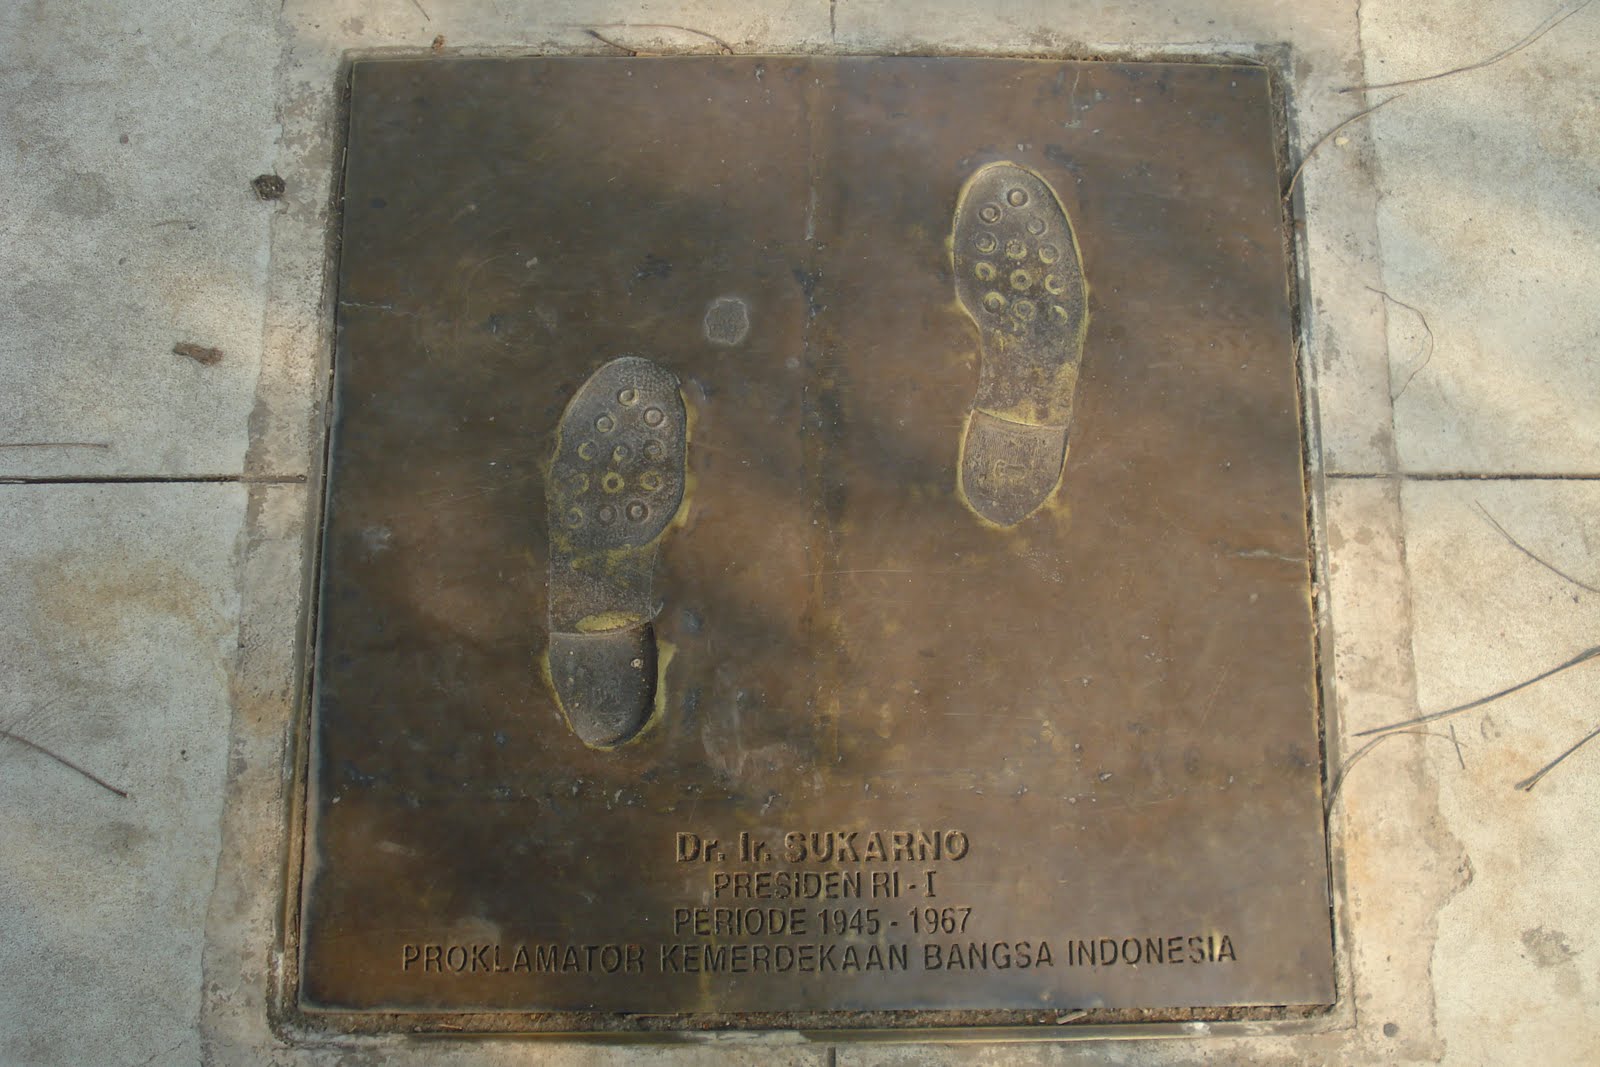 Dr. Ir. SUKARNO
PRESIDEN RI - I
PERIODE 1945 - 1967
PROKLAMATOR KEMERDEKAAN BANGSA INDONESIA